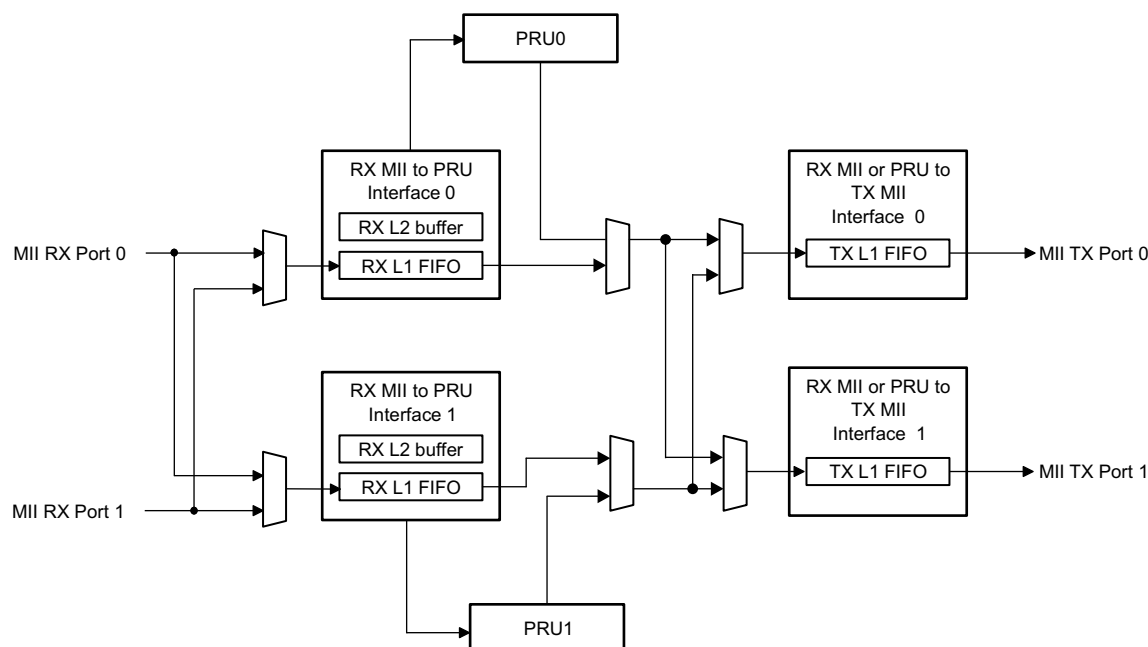 PRU0
RX MII to PRU
Interface 0
RX L2 buffer
RX L1 FIFO
RX MII or PRU to
TX MII
Interface 0
TX L1 FIFO
MII RX Port 0
MII TX Port 0
RX MII to PRU
Interface 1
RX L2 buffer
RX L1 FIFO
RX MII or PRU to
TX MII
Interface 1
TX L1 FIFO
MII RX Port 1
MII TX Port 1
PRU1